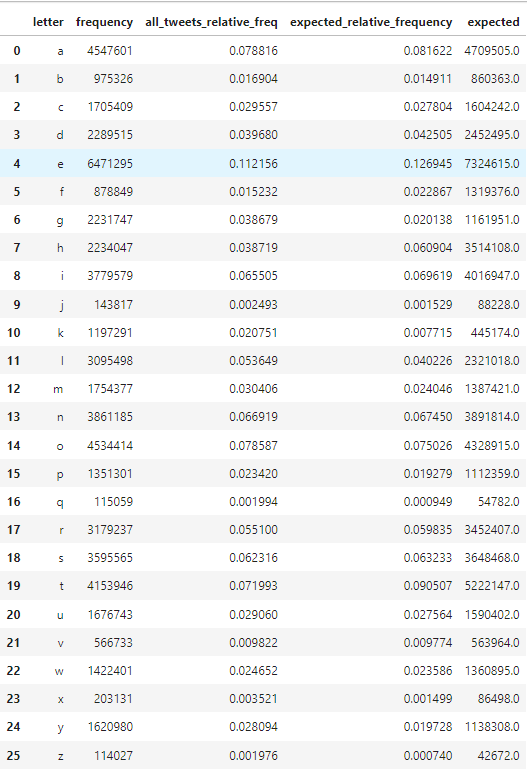 letter frequency all_tweets_relative_freq expected_relative_frequency expected
0 a 4547601 0.078816 0.081622 4709505.0
1 b 975326 0.016904 0.014911 860363.0
2 c 1705409 0.029557 0.027804 1604242.0
3 d 2289515 0.039680 0.042505 2452495.0
4 e 6471295 0.112156 0.126945 7324615.0
5 f 878849 0.015232 0.022867 1319376.0
6 g 2231747 0.038679 0.020138 1161951.0
7 h 2234047 0.038719 0.060904 3514108.0
8 i 3779579 0.065505 0.069619 4016947.0
9 j 143817 0.002493 0.001529 88228.0
10 k 1197291 0.020751 0.007715 445174.0
11 l 3095498 0.053649 0.040226 2321018.0
12 m 1754377 0.030406 0.024046 1387421.0
13 n 3861185 0.066919 0.067450 3891814.0
14 o 4534414 0.078587 0.075026 4328915.0
15 p 1351301 0.023420 0.019279 1112359.0
16 q 115059 0.001994 0.000949 54782.0
17 r 3179237 0.055100 0.059835 3452407.0
18 s 3595565 0.062316 0.063233 3648468.0
19 t 4153946 0.071993 0.090507 5222147.0
20 u 1676743 0.029060 0.027564 1590402.0
21 v 566733 0.009822 0.009774 563964.0
22 w 1422401 0.024652 0.023586 1360895.0
23 x 203131 0.003521 0.001499 86498.0
24 y 1620980 0.028094 0.019728 1138308.0
25 z 114027 0.001976 0.000740 42672.0